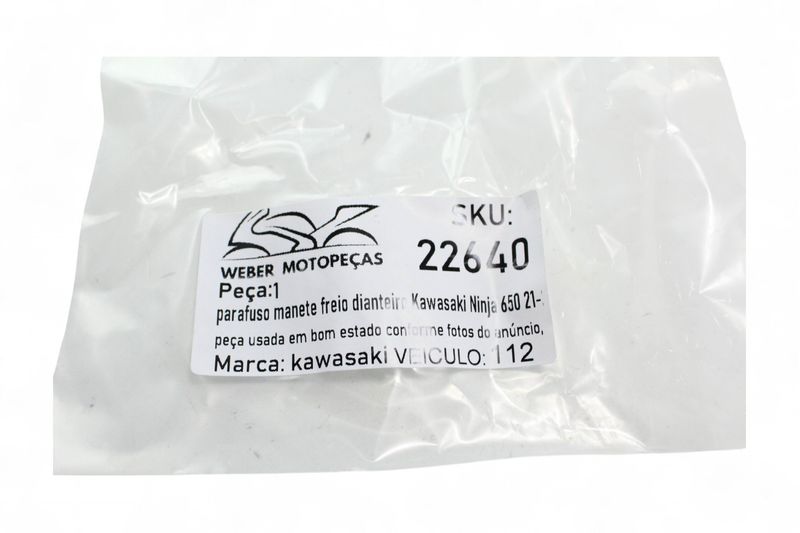 SKU:
WEBER MOTOPEÇAS
22640
Peça:1
parafuso manete freio dianteiro Kawasaki Ninja 650 21-
peça usada em bom estado conforme fotos do anúncio,
Marca: kawasaki VEICULO: 112